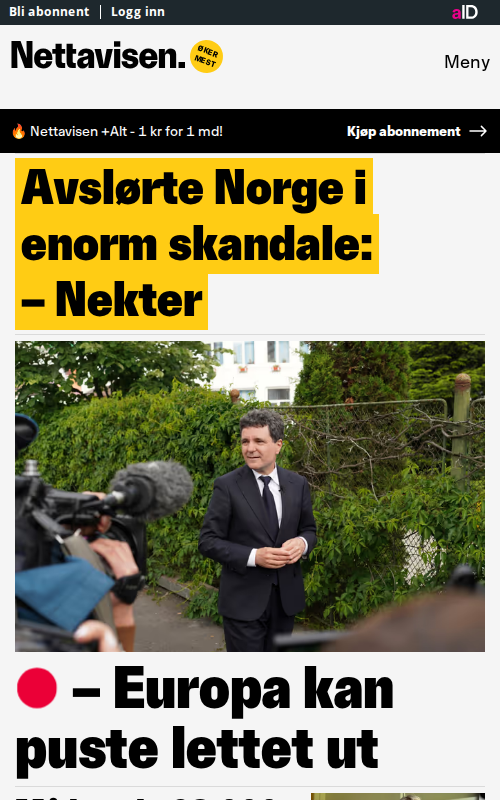 Bli abonnent
Logg inn
aID
Nettavisen.
ØKER
MEST
Meny
🔥 Nettavisen +Alt - 1 kr for 1 md!
Kjøp abonnement →
Avslørte Norge i
enorm skandale:
– Nekter
– Europa kan
puste lettet ut